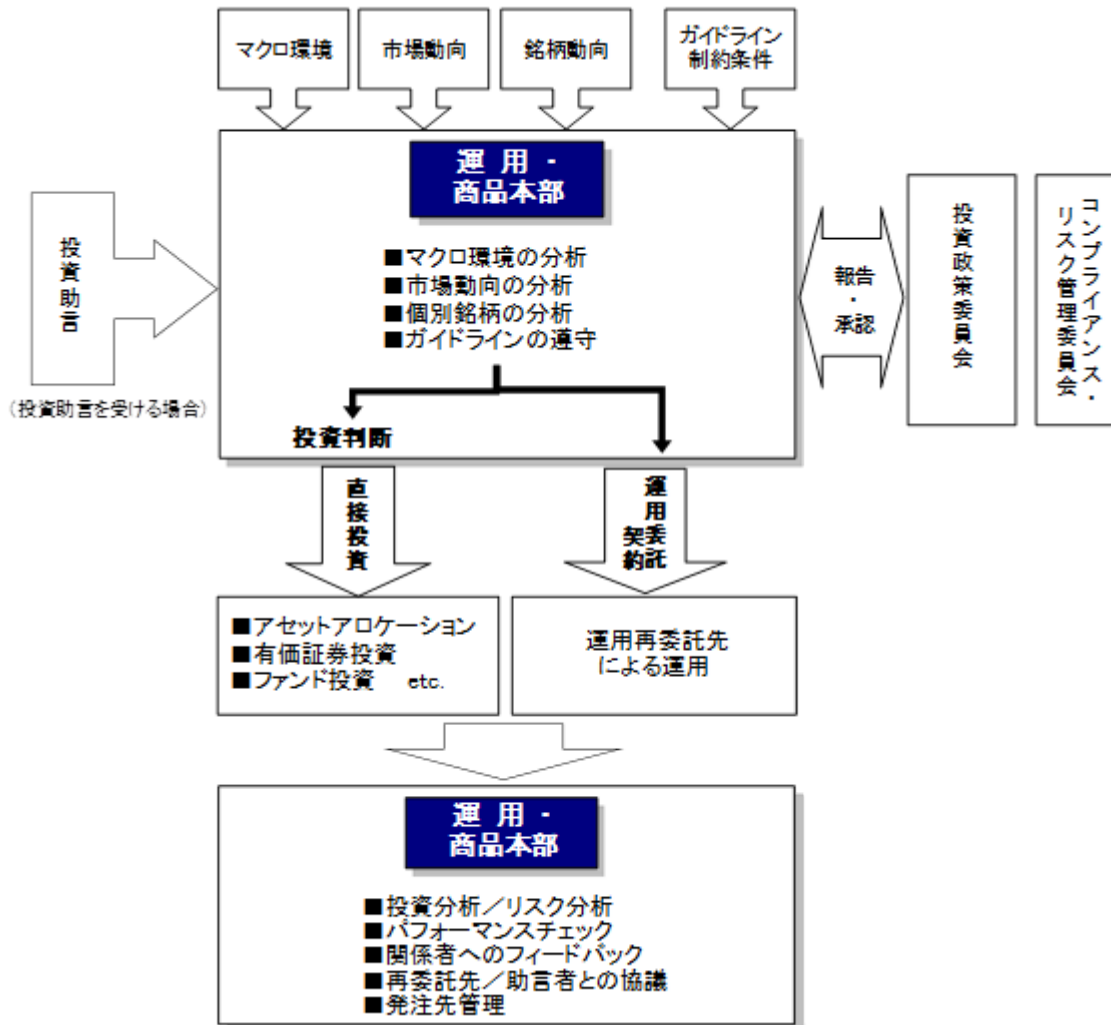 マクロ環境
市場動向
銘柄動向
ガイドライン
制約条件
運 用 -
商品本部
■マクロ環境の分析
■市場動向の分析
■個別銘柄の分析
■ガイドラインの遵守
投資助言
(投資助言を受ける場合)
報告
・
承認
投資政策委員会
コンプライアンス・
リスク管理委員会
投資判断
直接投資
運用委託
契約
■アセットアロケーション
■有価証券投資
■ファンド投資 etc.
運用再委託先
による運用
運 用 -
商品本部
■投資分析/リスク分析
■パフォーマンスチェック
■関係者へのフィードバック
■再委託先/助言者との協議
■発注先管理